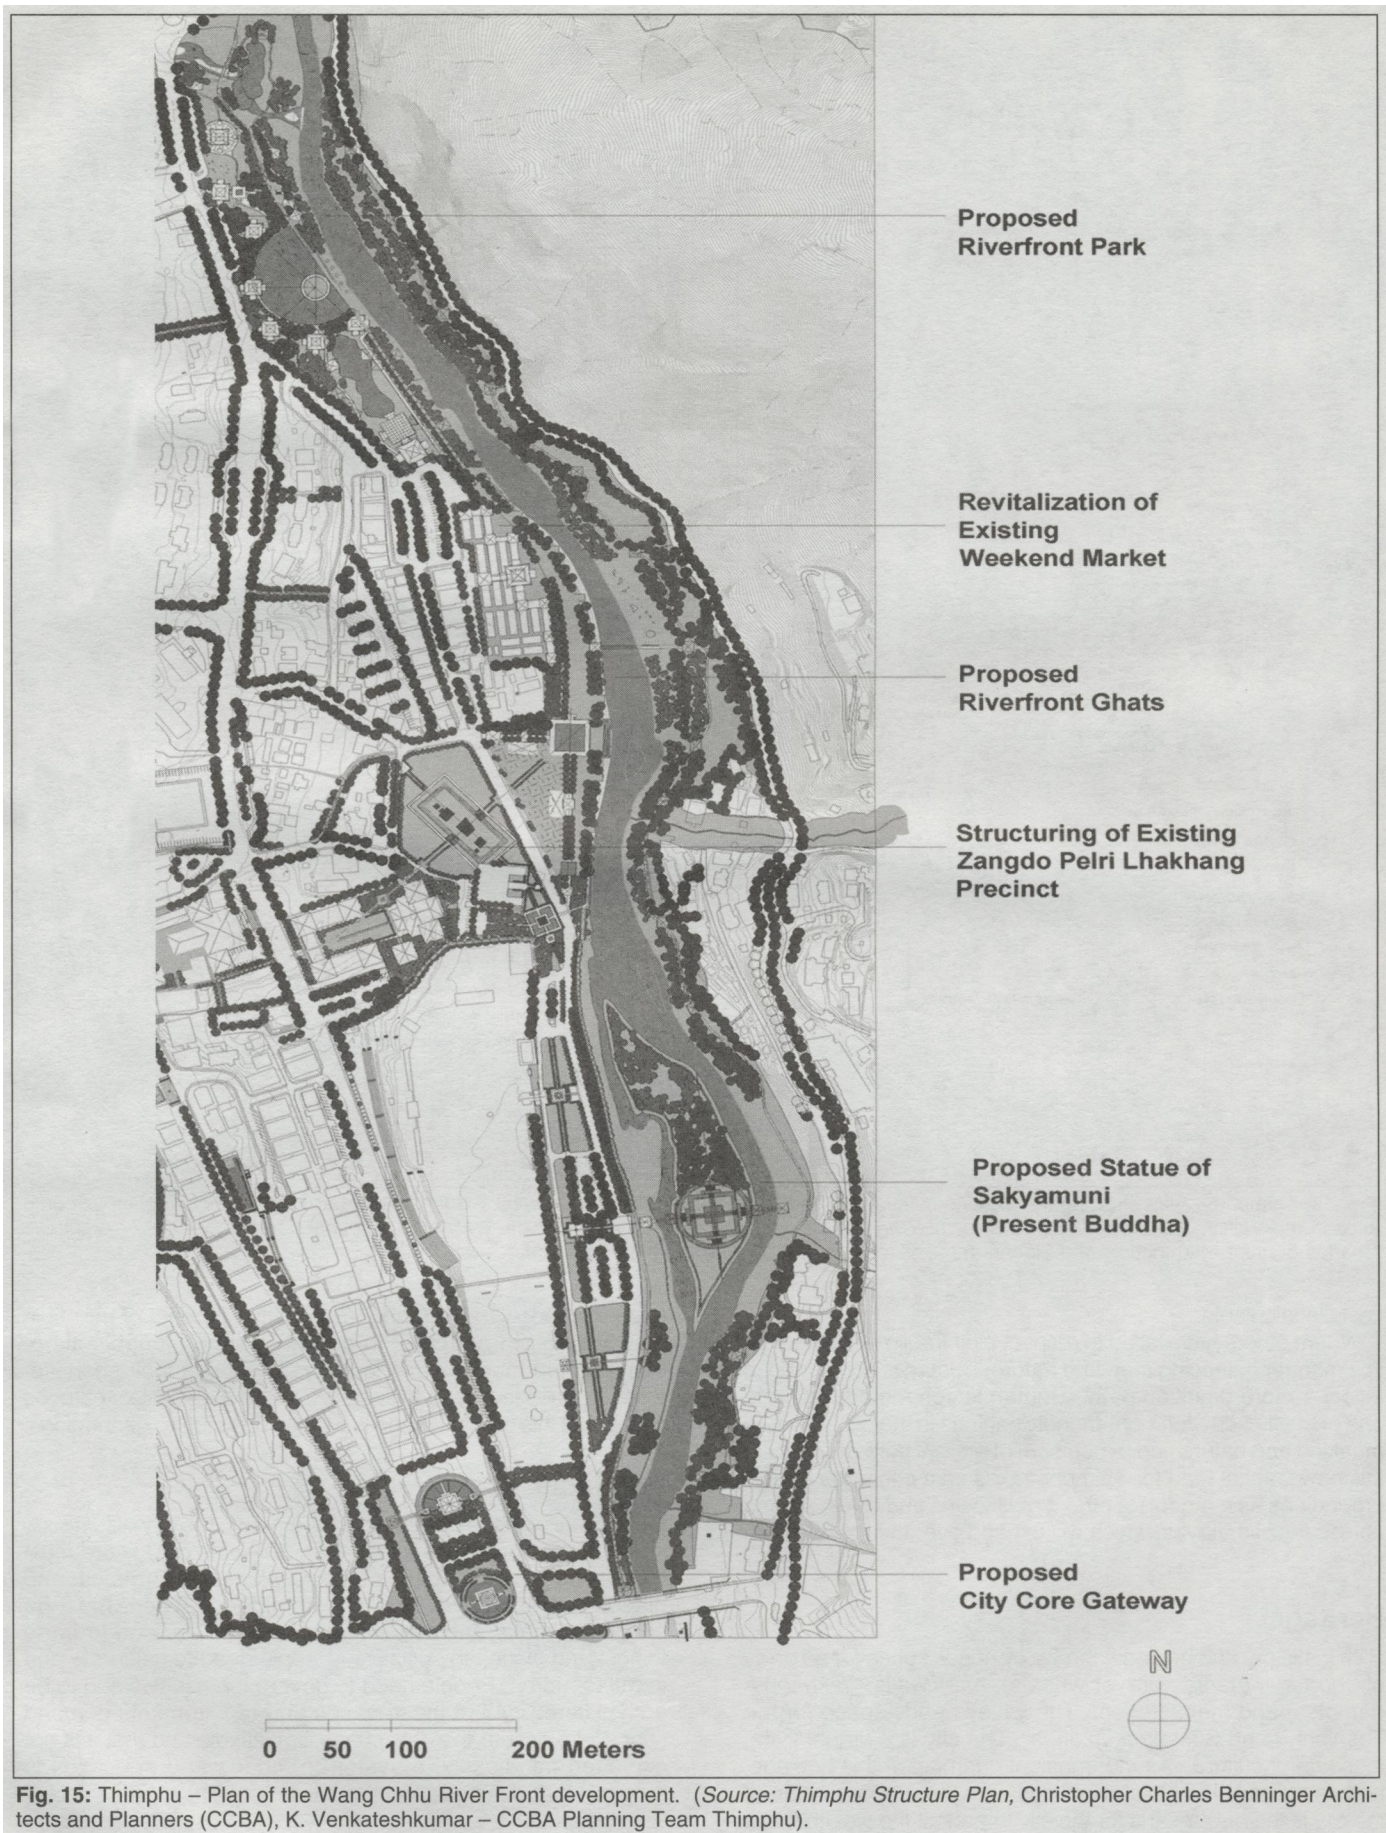 Proposed
Riverfront Park
Revitalization of
Existing
Weekend Market
Proposed
Riverfront Ghats
Structuring of Existing
Zangdo Pelri Lhakhang
Precinct
Proposed Statue of
Sakyamuni
(Present Buddha)
Proposed
City Core Gateway
N
0 50 100 200 Meters
Fig. 15: Thimphu – Plan of the Wang Chhu River Front development. (Source: Thimphu Structure Plan, Christopher Charles Benninger Archi-
tects and Planners (CCBA), K. Venkateshkumar – CCBA Planning Team Thimphu).